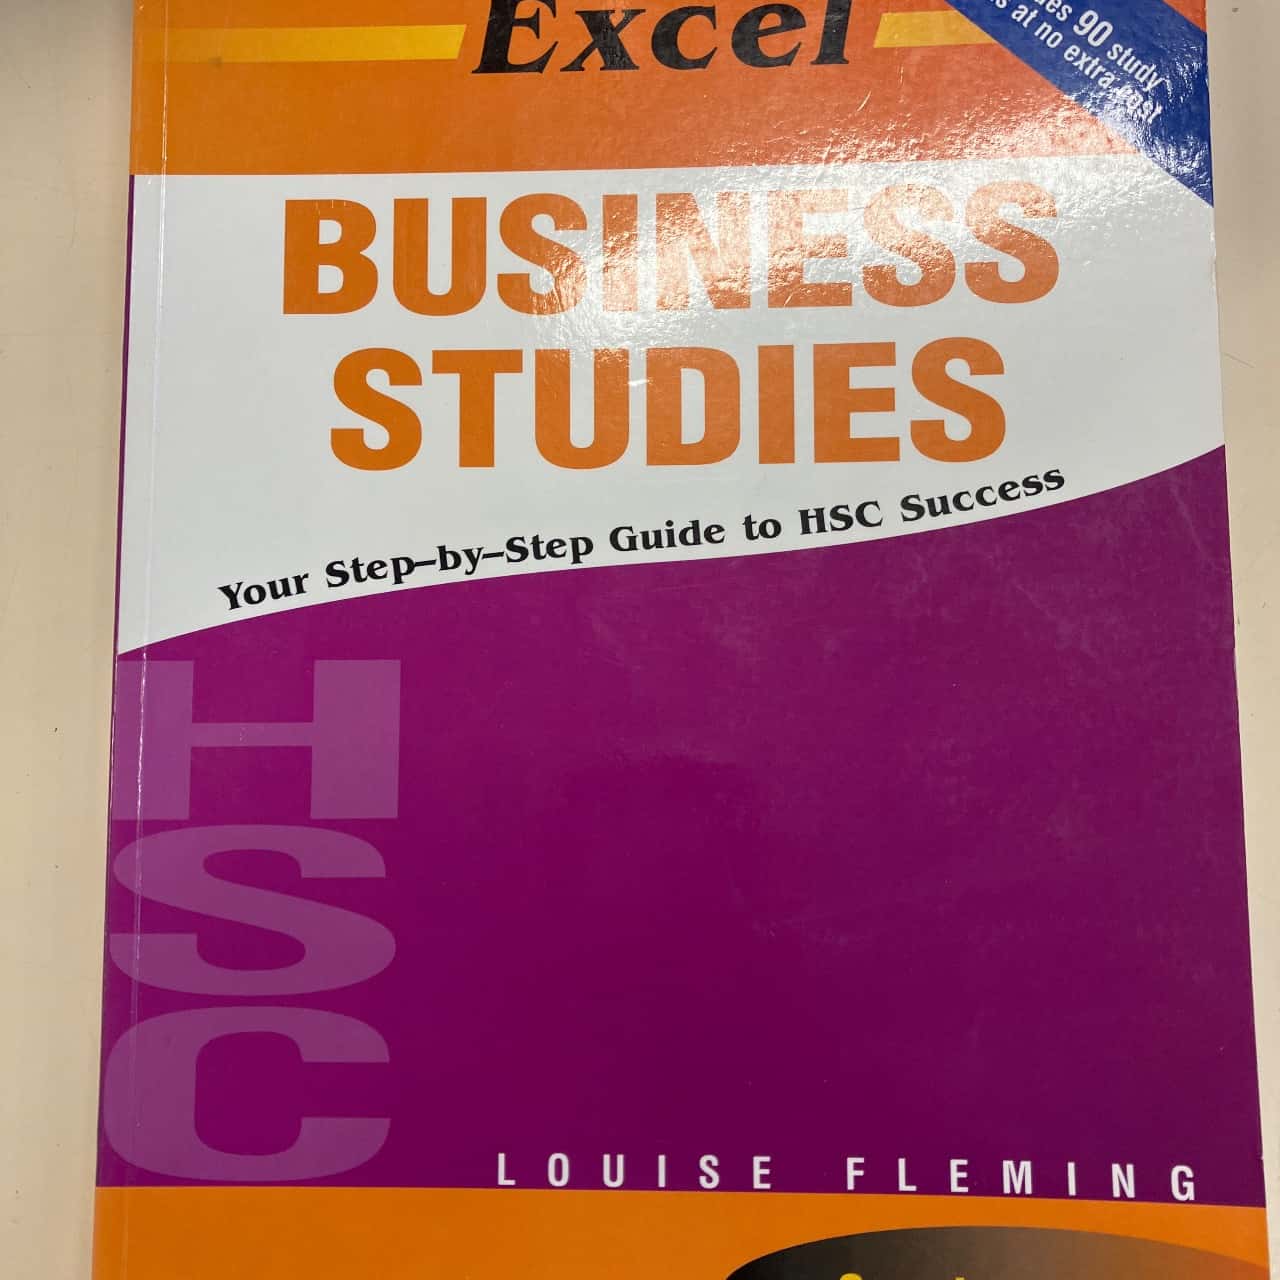 Excel
90 study
at no extra cost
BUSINESS
STUDIES
Your Step-by-Step Guide to HSC Success
HSC
LOUISE FLEMING